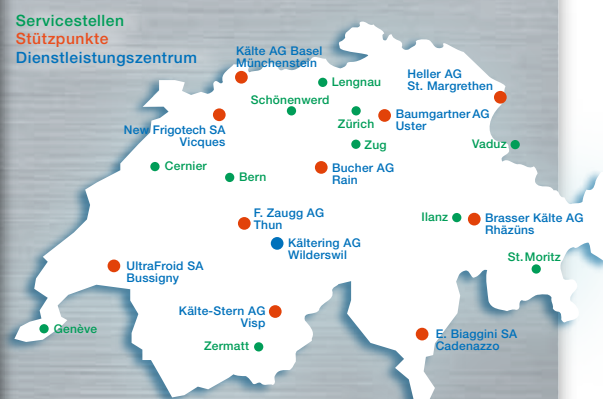 Servicestellen
Stützpunkte
Dienstleistungszentrum
Kälte AG Basel
Münchenstein
Lengnau
Heller AG
St. Margrethen
Schönenwerd
Zürich
Baumgartner AG
Uster
New Frigotech SA
Vicques
Zug
Vaduz
Cernier
Bern
Bucher AG
Rain
F. Zaugg AG
Thun
Ilanz
Brasser Kälte AG
Rhäzüns
Kältering AG
Wilderswil
St. Moritz
UltraFroid SA
Bussigny
Kälte-Stern AG
Visp
Genève
Zermatt
E. Biaggini SA
Cadenazzo